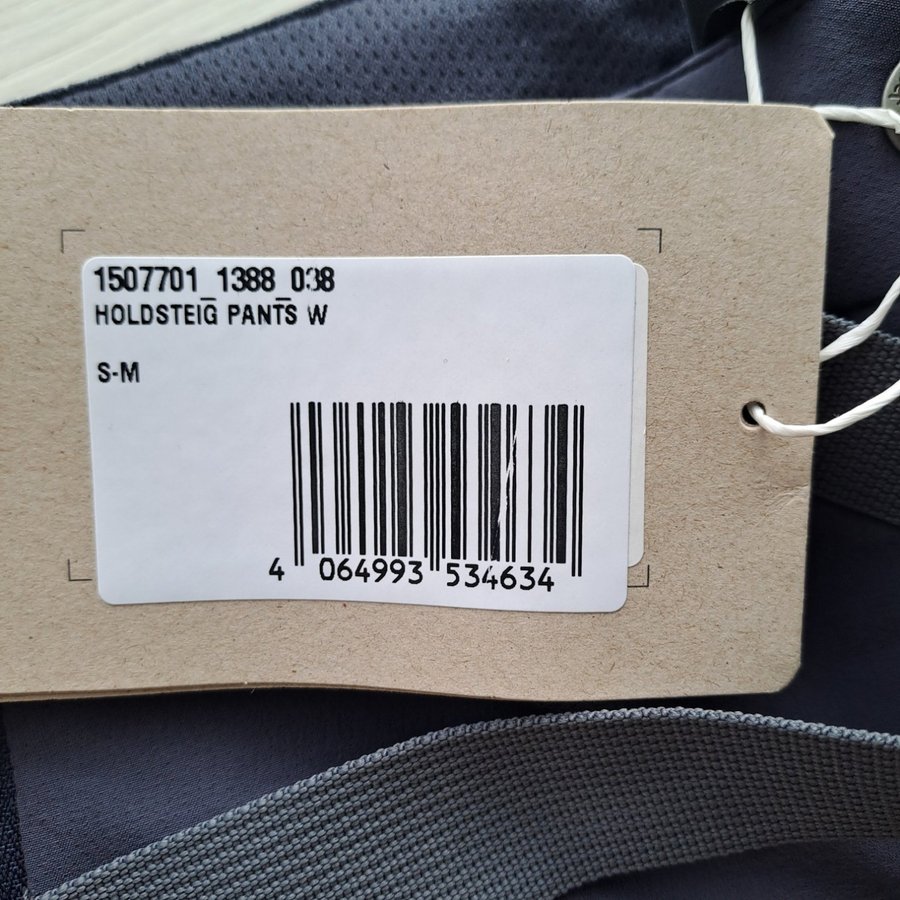 1507701_1388_038
HOLDSTEIG PANTS W
S-M
4 064993 534634